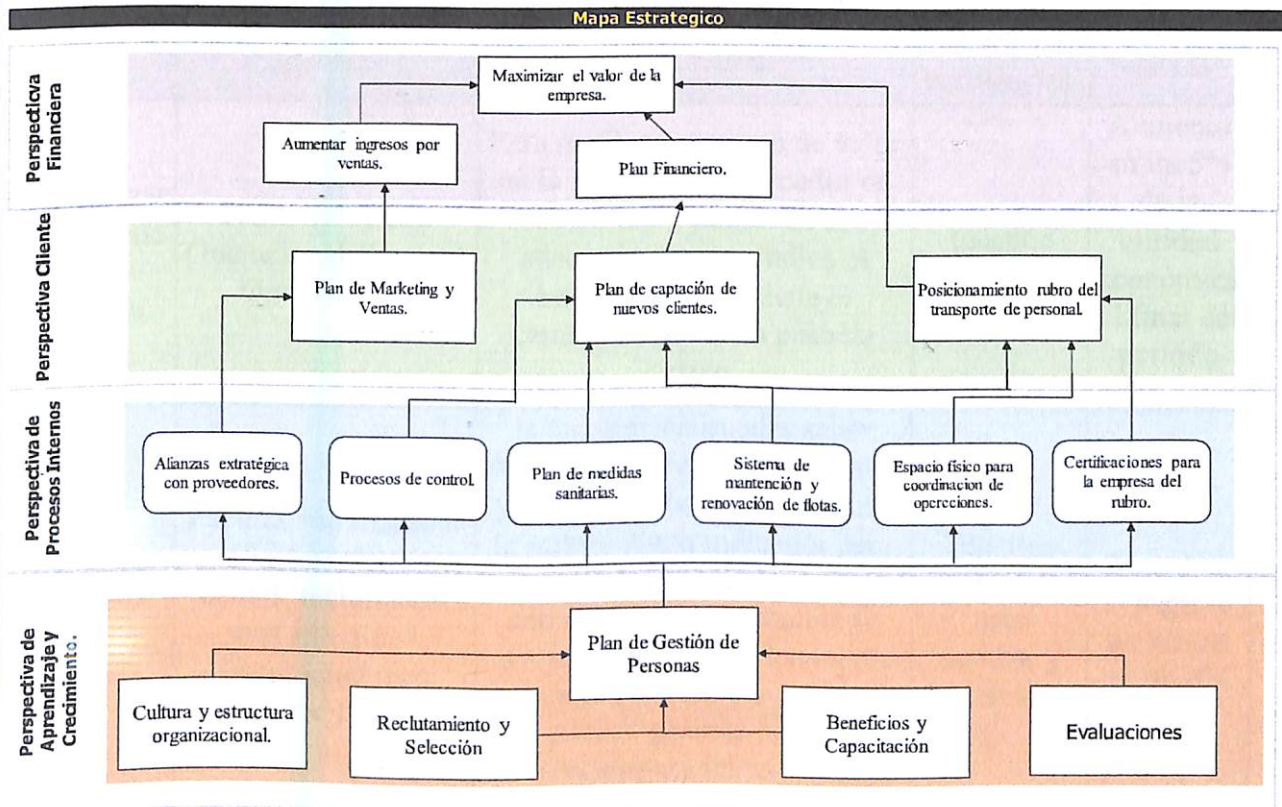 Mapa Estrategico
Perspecticva
Financiera
Maximizar el valor de la
empresa.
Aumentar ingresos por
ventas.
Plan Financiero.
Perspectiva Cliente
Plan de Marketing y
Ventas.
Plan de captación de
nuevos clientes.
Posicionamiento rubro del
transporte de personal.
Perspectiva de
Procesos Internos
Alianzas extratégica
con proveedores.
Procesos de control.
Plan de medidas
sanitarias.
Sistema de
mantención y
renovación de flotas.
Espacio físico para
coordinacion de
opereciones.
Certificaciones para
la empresa del
rubro.
Perspectiva de
Aprendizaje y
Crecimiento.
Plan de Gestión de
Personas
Cultura y estructura
organizacional.
Reclutamiento y
Selección
Beneficios y
Capacitación
Evaluaciones